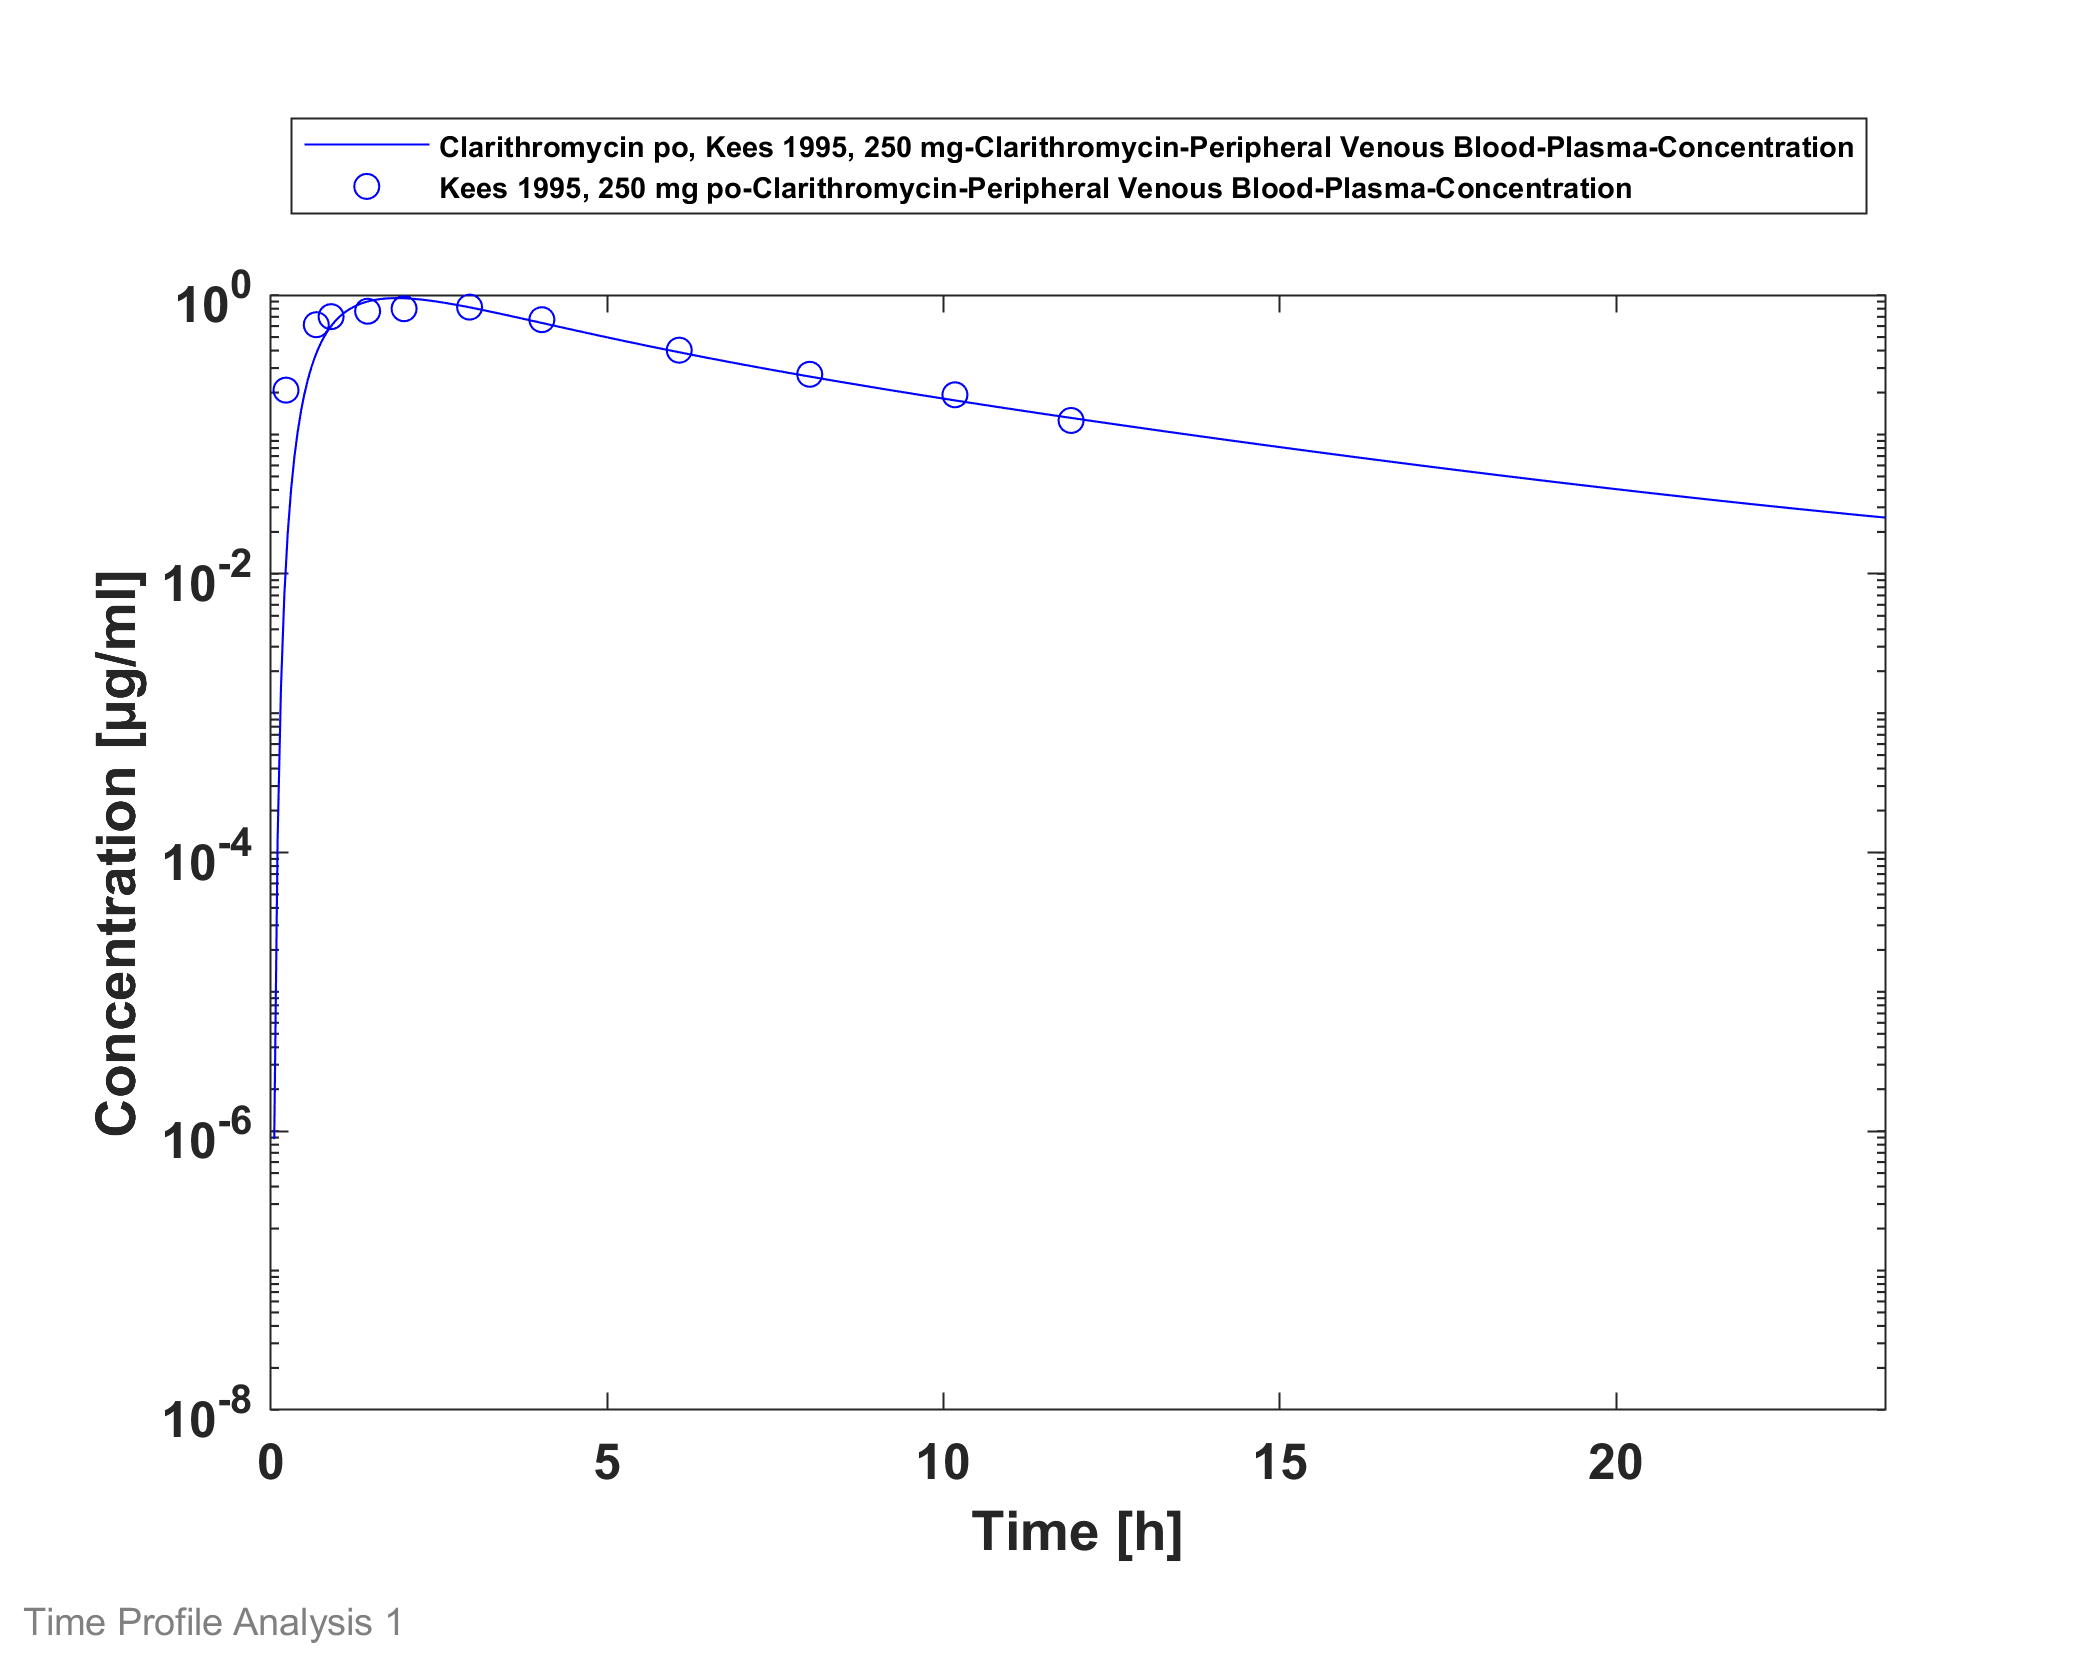 Clarithromycin po, Kees 1995, 250 mg-Clarithromycin-Peripheral Venous Blood-Plasma-Concentration
Kees 1995, 250 mg po-Clarithromycin-Peripheral Venous Blood-Plasma-Concentration
10^0
10^-2
10^-4
10^-6
10^-8
Concentration [µg/ml]
0 5 10 15 20
Time [h]
Time Profile Analysis 1